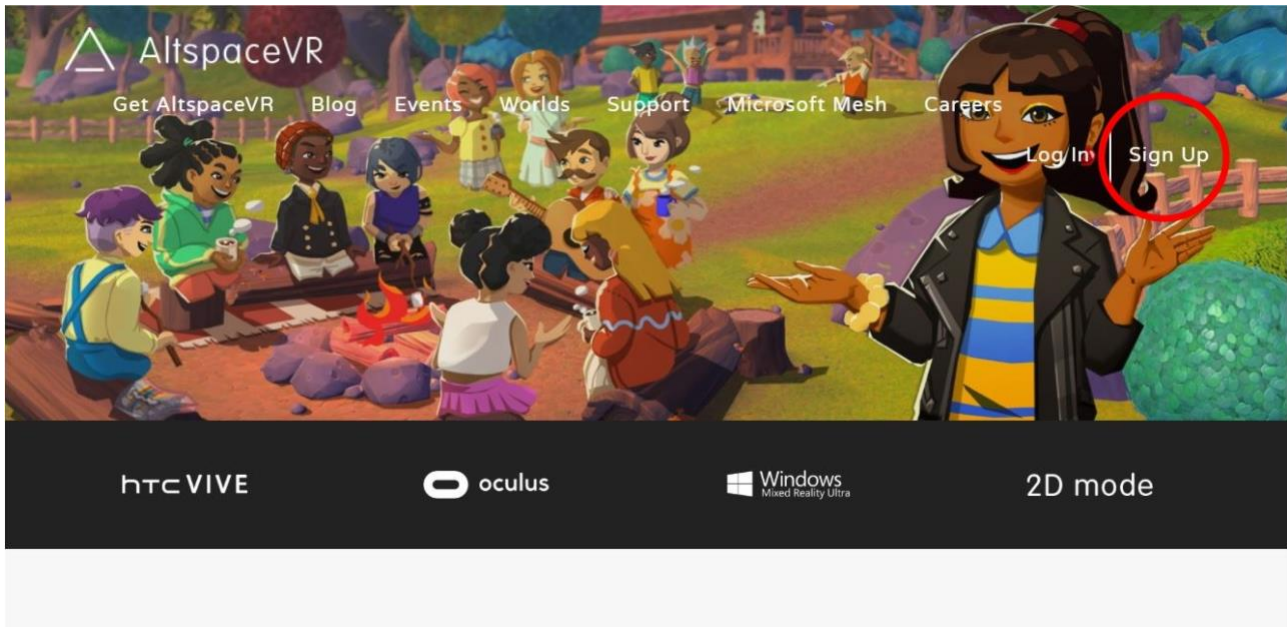 AltspaceVR
Get AltspaceVR Blog Events Worlds Support Microsoft Mesh Careers
Log In Sign Up
htc VIVE oculus Windows 2D mode
Mixed Reality Ultra